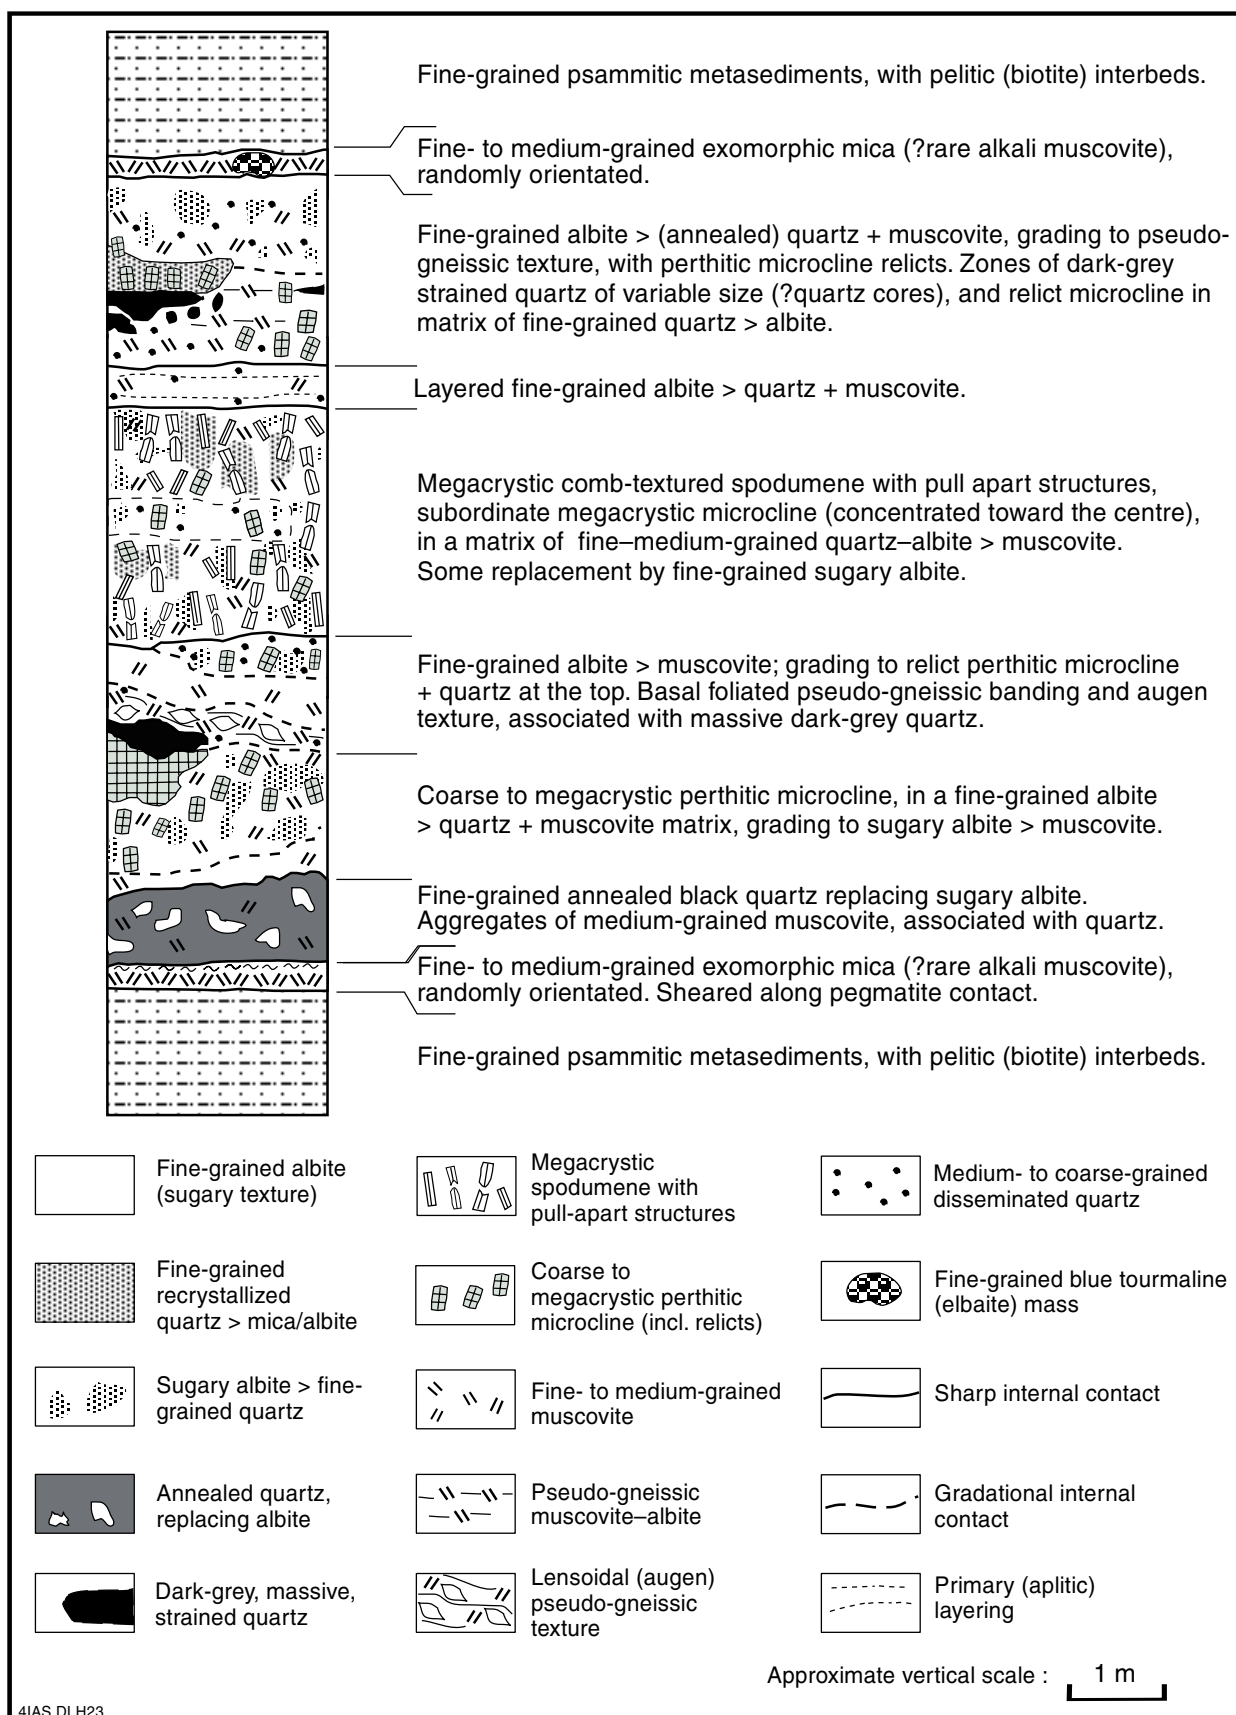 Fine-grained psammitic metasediments, with pelitic (biotite) interbeds.
Fine- to medium-grained exomorphic mica (?rare alkali muscovite),
randomly orientated.
Fine-grained albite > (annealed) quartz + muscovite, grading to pseudo-
gneissic texture, with perthitic microcline relicts. Zones of dark-grey
strained quartz of variable size (?quartz cores), and relict microcline in
matrix of fine-grained quartz > albite.
Layered fine-grained albite > quartz + muscovite.
Megacrystic comb-textured spodumene with pull apart structures,
subordinate megacrystic microcline (concentrated toward the centre),
in a matrix of fine–medium-grained quartz–albite > muscovite.
Some replacement by fine-grained sugary albite.
Fine-grained albite > muscovite; grading to relict perthitic microcline
+ quartz at the top. Basal foliated pseudo-gneissic banding and augen
texture, associated with massive dark-grey quartz.
Coarse to megacrystic perthitic microcline, in a fine-grained albite
> quartz + muscovite matrix, grading to sugary albite > muscovite.
Fine-grained annealed black quartz replacing sugary albite.
Aggregates of medium-grained muscovite, associated with quartz.
Fine- to medium-grained exomorphic mica (?rare alkali muscovite),
randomly orientated. Sheared along pegmatite contact.
Fine-grained psammitic metasediments, with pelitic (biotite) interbeds.
Fine-grained albite
(sugary texture)
Megacrystic
spodumene with
pull-apart structures
Medium- to coarse-grained
disseminated quartz
Fine-grained
recrystallized
quartz > mica/albite
Coarse to
megacrystic perthitic
microcline (incl. relicts)
Fine-grained blue tourmaline
(elbaite) mass
Sugary albite > fine-
grained quartz
Fine- to medium-grained
muscovite
Sharp internal contact
Annealed quartz,
replacing albite
Pseudo-gneissic
muscovite–albite
Gradational internal
contact
Dark-grey, massive,
strained quartz
Lensoidal (augen)
pseudo-gneissic
texture
Primary (aplitic)
layering
Approximate vertical scale :
1 m
4IAS DLH23